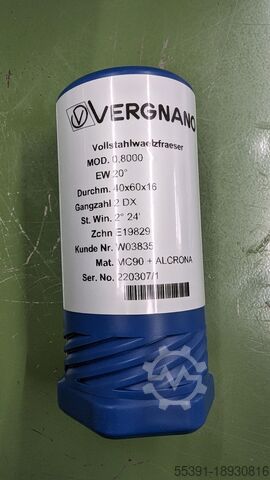 VERGNANO
Vollstahlwaelzfraeser
MOD. 0,8000
EW 20°
Durchm. 40x60x16
Gangzahl 2 DX
St. Win. 2° 24'
Zchn E19829
Kunde Nr. W03835
Mat. MC90 + ALCRONA
Ser. No. 220307/1
55391-18930816